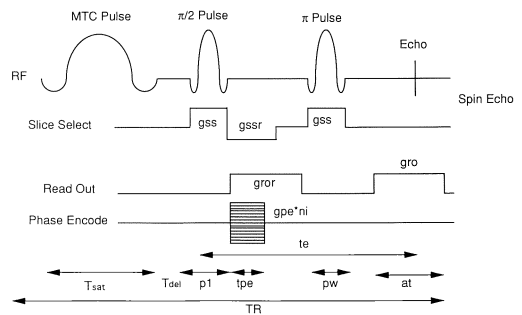 MTC Pulse
π/2 Pulse
π Pulse
Echo
RF
Spin Echo
Slice Select
gss
gssr
gss
gro
Read Out
gror
Phase Encode
gpe*ni
te
Tsat
Tdel
p1
tpe
pw
at
TR